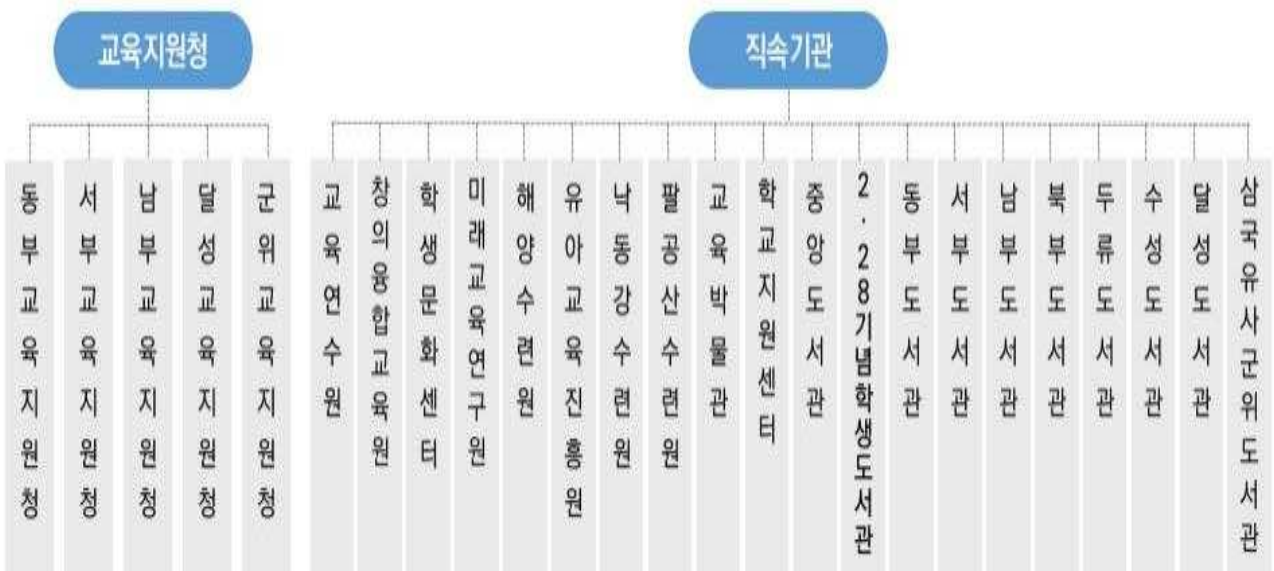 교육지원청
직속기관
동부교육지원청
서부교육지원청
남부교육지원청
달성교육지원청
군위교육지원청
교육연수원
창의융합교육원
학생문화센터
미래교육연구원
해양수련원
유아교육진흥원
낙동강수련원
팔공산수련원
교육박물관
학교지원센터
중앙도서관
2·28기념학생도서관
동부도서관
서부도서관
남부도서관
북부도서관
두류도서관
수성도서관
달성도서관
삼국유사군위도서관